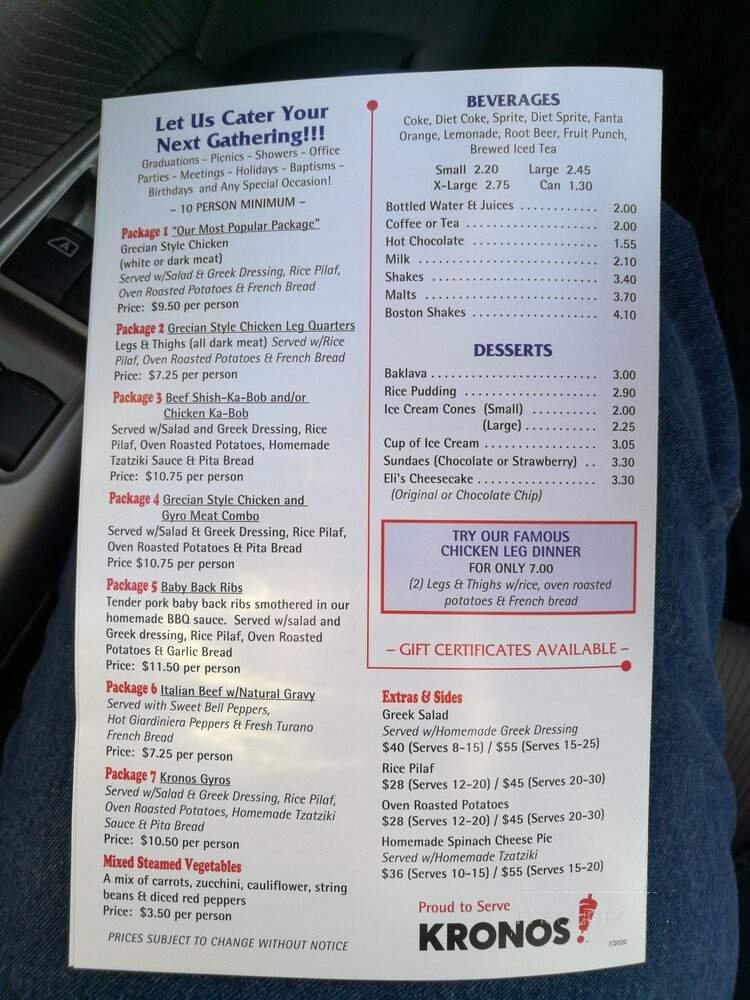 Let Us Cater Your
Next Gathering!!!
Graduations - Picnics - Showers - Office
Parties - Meetings - Holidays - Baptisms -
Birthdays and Any Special Occasion!
– 10 PERSON MINIMUM –
Package 1 "Our Most Popular Package"
Grecian Style Chicken
(white or dark meat)
Served w/Salad & Greek Dressing, Rice Pilaf,
Oven Roasted Potatoes & French Bread
Price: $9.50 per person
Package 2 Grecian Style Chicken Leg Quarters
Legs & Thighs (all dark meat) Served w/Rice
Pilaf, Oven Roasted Potatoes & French Bread
Price: $7.25 per person
Package 3 Beef Shish-Ka-Bob and/or
Chicken Ka-Bob
Served w/Salad and Greek Dressing, Rice
Pilaf, Oven Roasted Potatoes, Homemade
Tzatziki Sauce & Pita Bread
Price: $10.75 per person
Package 4 Grecian Style Chicken and
Gyro Meat Combo
Served w/Salad & Greek Dressing, Rice Pilaf,
Oven Roasted Potatoes & Pita Bread
Price $10.75 per person
Package 5 Baby Back Ribs
Tender pork baby back ribs smothered in our
homemade BBQ sauce. Served w/salad and
Greek dressing, Rice Pilaf, Oven Roasted
Potatoes & Garlic Bread
Price: $11.50 per person
Package 6 Italian Beef w/Natural Gravy
Served with Sweet Bell Peppers,
Hot Giardiniera Peppers & Fresh Turano
French Bread
Price: $7.25 per person
Package 7 Kronos Gyros
Served w/Salad & Greek Dressing, Rice Pilaf,
Oven Roasted Potatoes, Homemade Tzatziki
Sauce & Pita Bread
Price: $10.50 per person
Mixed Steamed Vegetables
A mix of carrots, zucchini, cauliflower, string
beans & diced red peppers
Price: $3.50 per person
PRICES SUBJECT TO CHANGE WITHOUT NOTICE
BEVERAGES
Coke, Diet Coke, Sprite, Diet Sprite, Fanta
Orange, Lemonade, Root Beer, Fruit Punch,
Brewed Iced Tea
Small 2.20 Large 2.45
X-Large 2.75 Can 1.30
Bottled Water & Juices ............ 2.00
Coffee or Tea .................... 2.00
Hot Chocolate .................... 1.55
Milk ............................. 2.10
Shakes ........................... 3.40
Malts ............................ 3.70
Boston Shakes .................... 4.10
DESSERTS
Baklava .......................... 3.00
Rice Pudding ..................... 2.90
Ice Cream Cones (Small) .......... 2.00
(Large) ........... 2.25
Cup of Ice Cream ................. 3.05
Sundaes (Chocolate or Strawberry) .. 3.30
Eli's Cheesecake .................. 3.30
(Original or Chocolate Chip)
TRY OUR FAMOUS
CHICKEN LEG DINNER
FOR ONLY 7.00
(2) Legs & Thighs w/rice, oven roasted
potatoes & French bread
– GIFT CERTIFICATES AVAILABLE –
Extras & Sides
Greek Salad
Served w/Homemade Greek Dressing
$40 (Serves 8-15) / $55 (Serves 15-25)
Rice Pilaf
$28 (Serves 12-20) / $45 (Serves 20-30)
Oven Roasted Potatoes
$28 (Serves 12-20) / $45 (Serves 20-30)
Homemade Spinach Cheese Pie
Served w/Homemade Tzatziki
$36 (Serves 10-15) / $55 (Serves 15-20)
Proud to Serve
KRONOS
7/2020